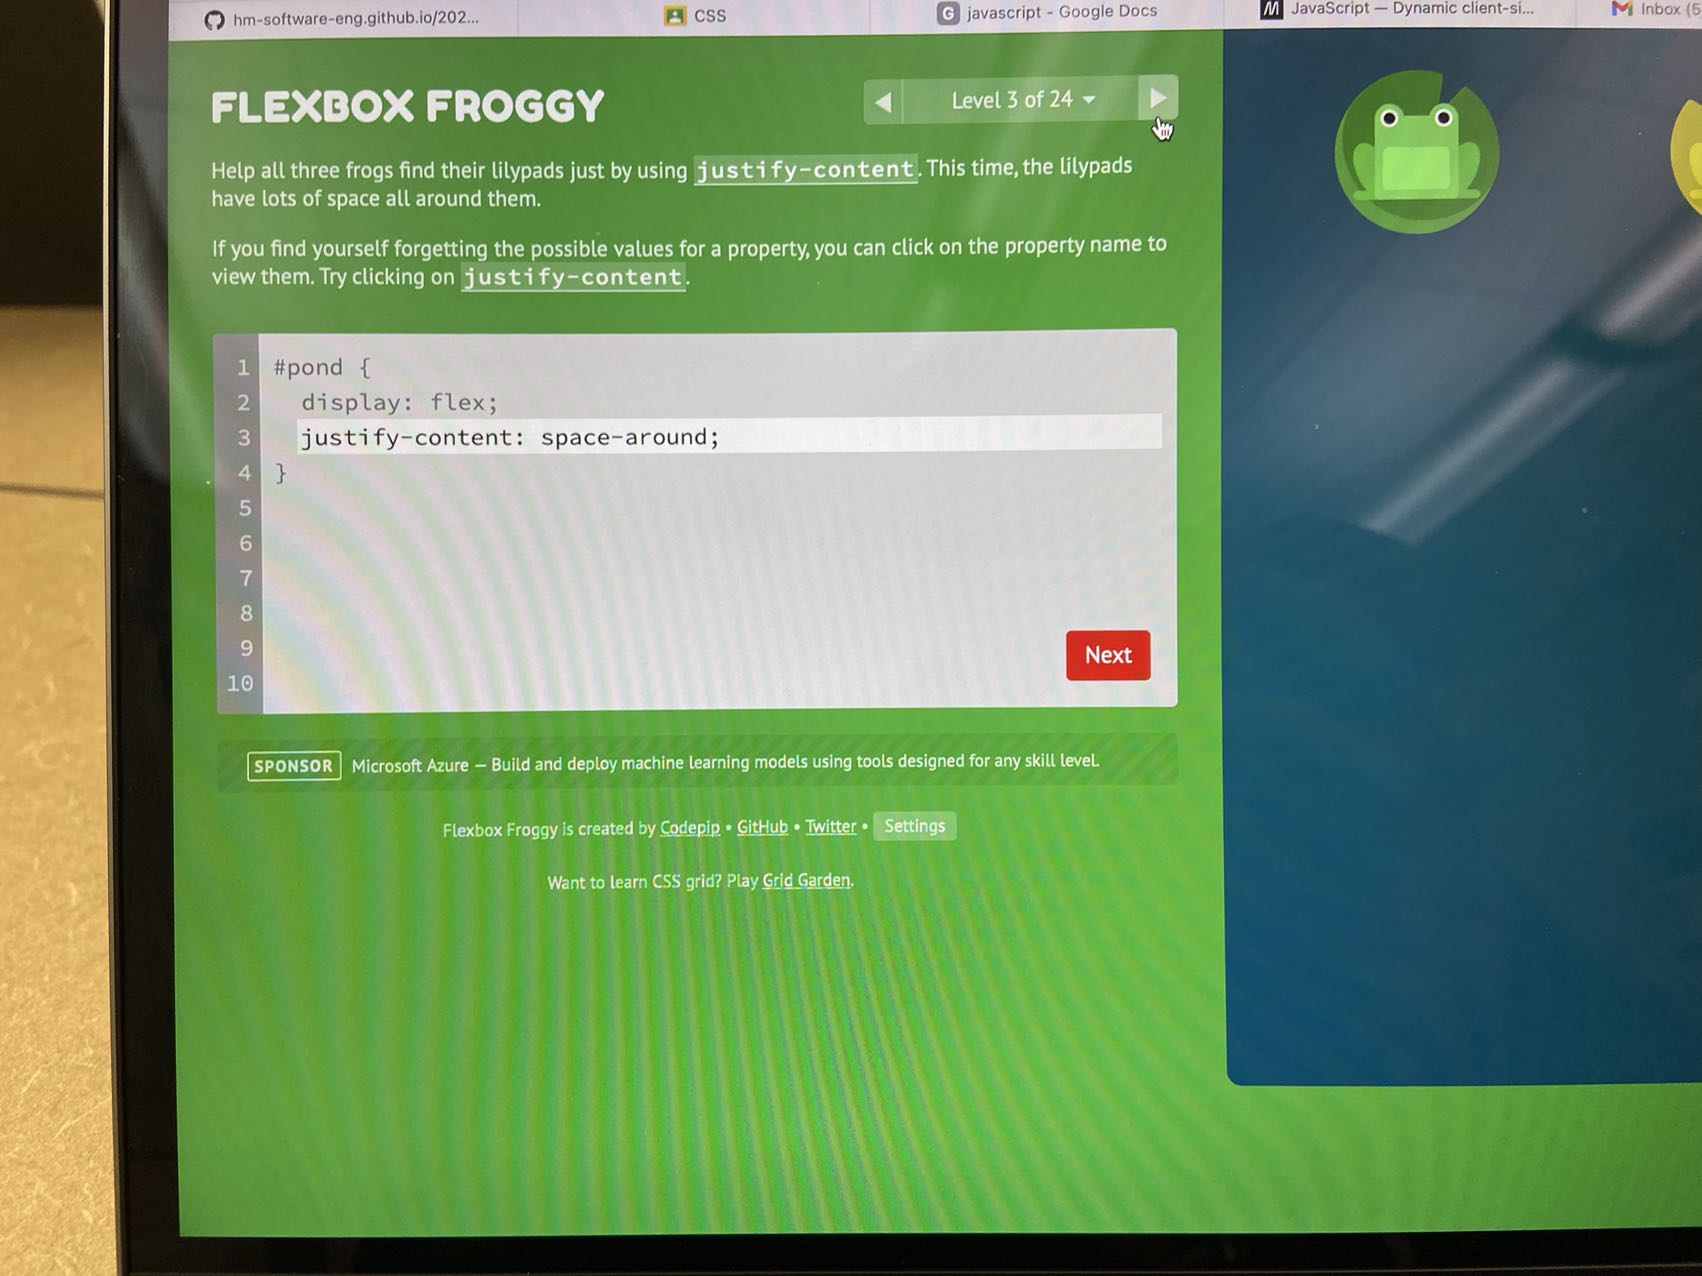 hm-software-eng.github.io/202...
CSS
javascript - Google Docs
JavaScript — Dynamic client-si...
Inbox (5
FLEXBOX FROGGY
Level 3 of 24
Help all three frogs find their lilypads just by using justify-content. This time, the lilypads
have lots of space all around them.
If you find yourself forgetting the possible values for a property, you can click on the property name to
view them. Try clicking on justify-content.
1 #pond {
2 display: flex;
3 justify-content: space-around;
4 }
5
6
7
8
9
10
Next
SPONSOR Microsoft Azure — Build and deploy machine learning models using tools designed for any skill level.
Flexbox Froggy is created by Codepip • GitHub • Twitter • Settings
Want to learn CSS grid? Play Grid Garden.